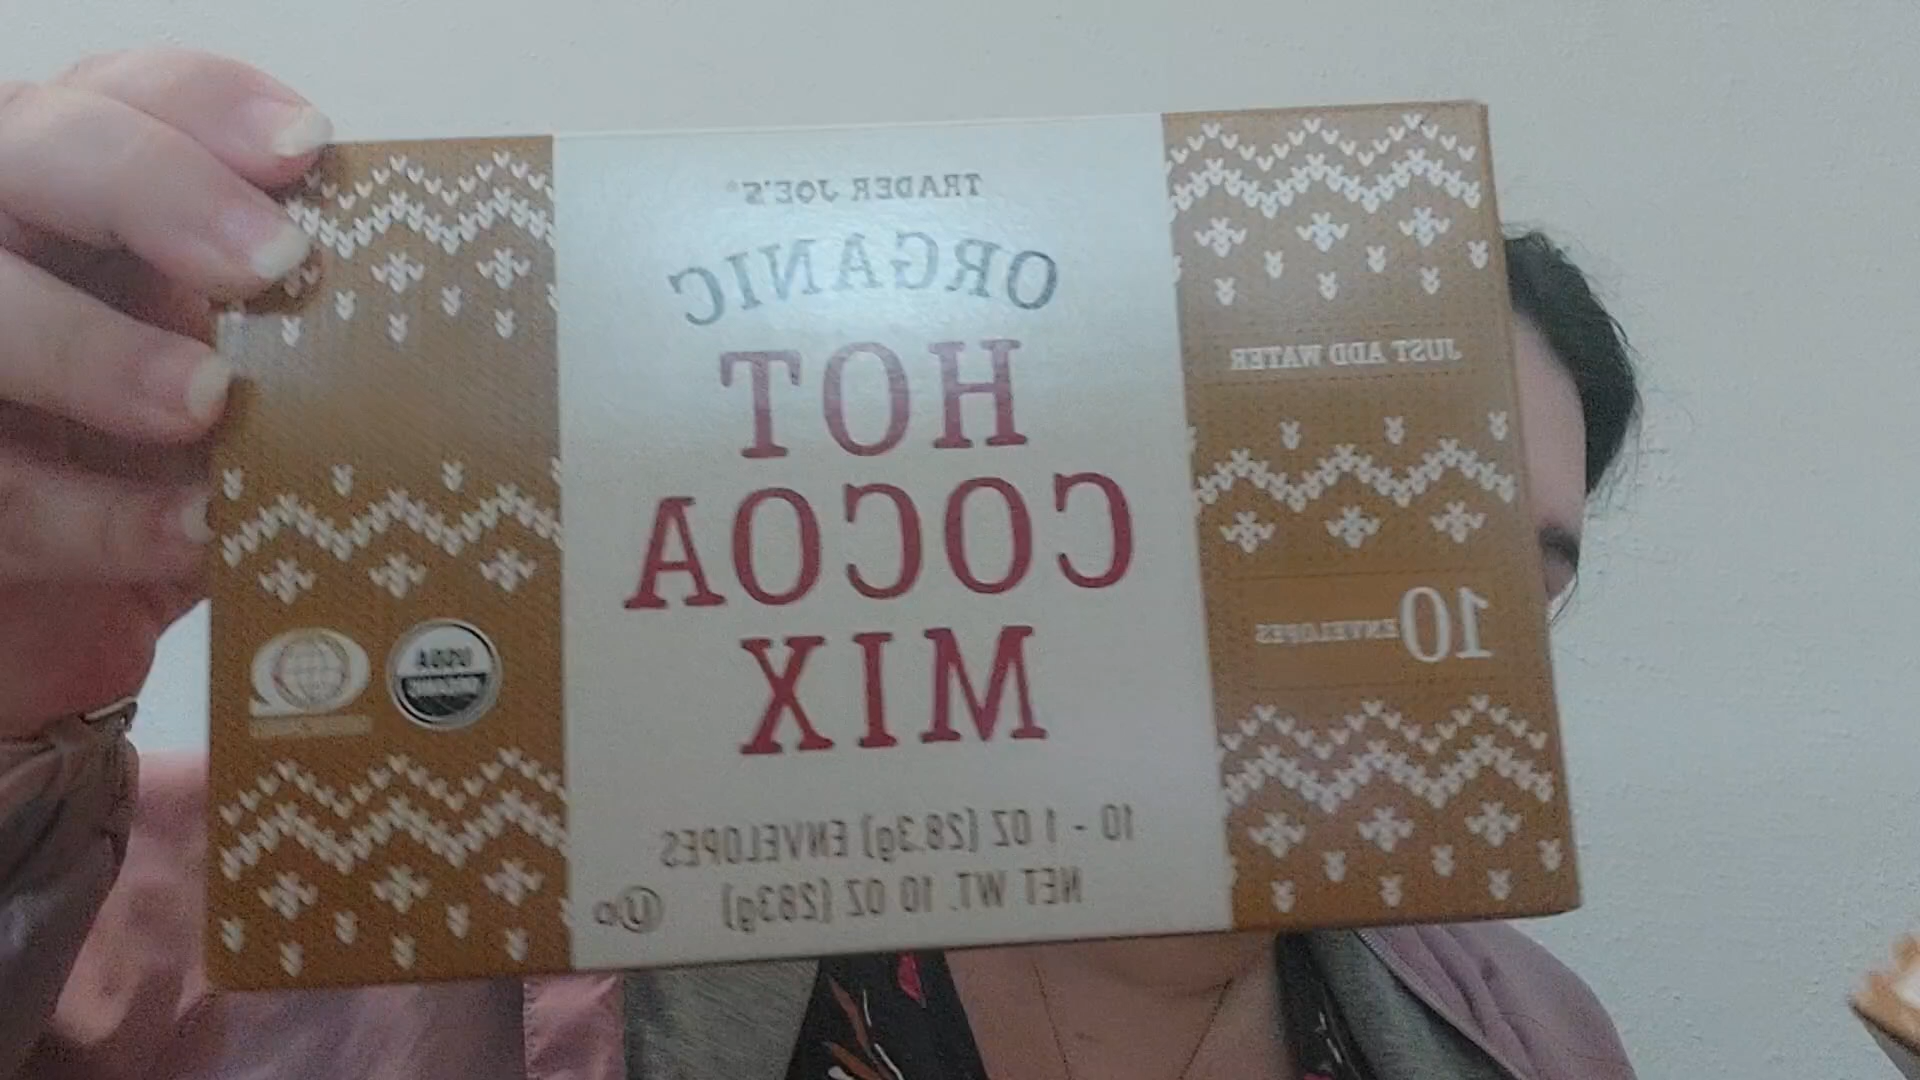 TRADER JOE'S®
ORGANIC
HOT
COCOA
MIX
10 - 1 OZ (28.3g) ENVELOPES
NET WT. 10 OZ (283g)
U D
JUST ADD WATER
10 ENVELOPES
USDA
ORGANIC